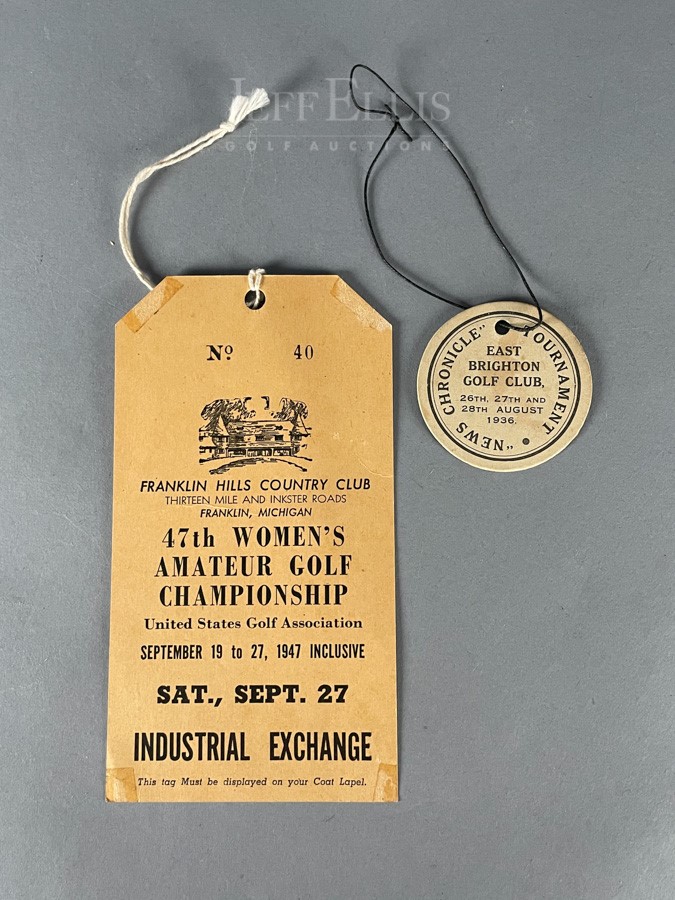 JEFF ELLIS
GOLF AUCTIONS
Nº 40
FRANKLIN HILLS COUNTRY CLUB
THIRTEEN MILE AND INKSTER ROADS
FRANKLIN, MICHIGAN
47th WOMEN'S
AMATEUR GOLF
CHAMPIONSHIP
United States Golf Association
SEPTEMBER 19 to 27, 1947 INCLUSIVE
SAT., SEPT. 27
INDUSTRIAL EXCHANGE
This tag Must be displayed on your Coat Lapel.
"NEWS CHRONICLE" TOURNAMENT
EAST
BRIGHTON
GOLF CLUB,
26TH, 27TH AND
28TH AUGUST
1936.